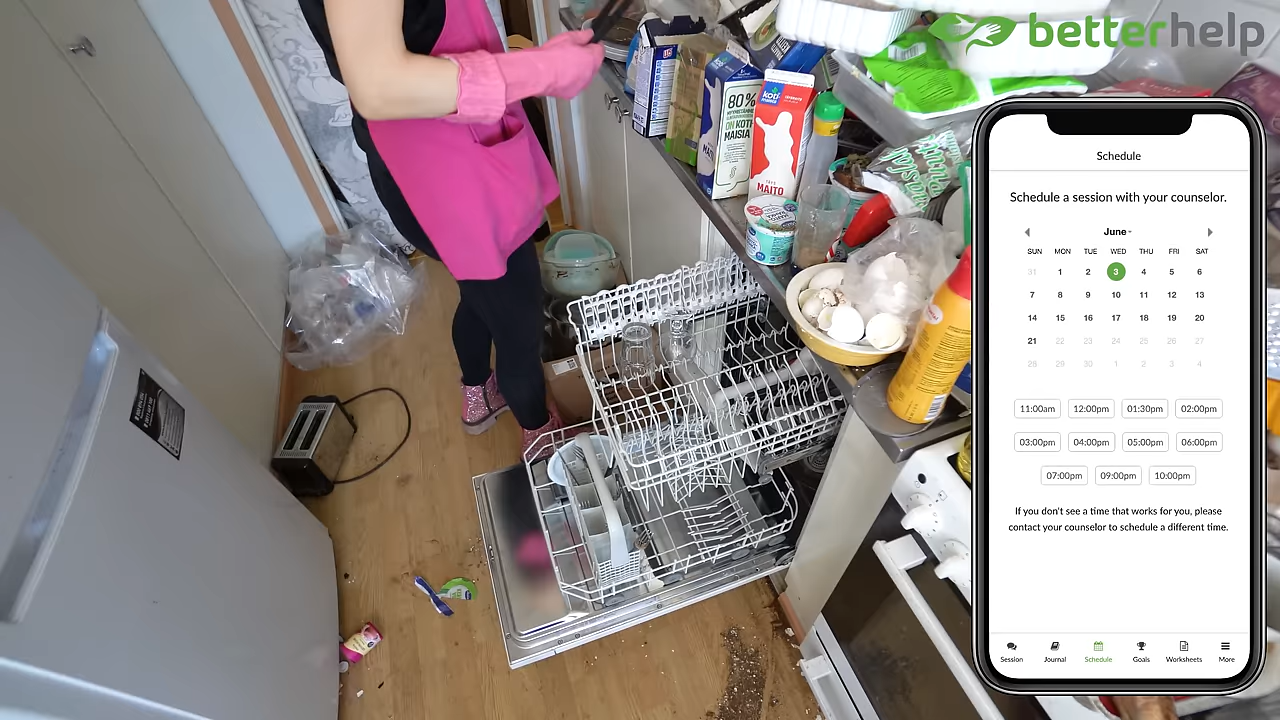 betterhelp
80%
ON KOTI
MAISIA
koti
MAITO
Schedule
Schedule a session with your counselor.
June
SUN MON TUE WED THU FRI SAT
31 1 2 3 4 5 6
7 8 9 10 11 12 13
14 15 16 17 18 19 20
21 22 23 24 25 26 27
28 29 30 1 2 3 4
11:00am 12:00pm 01:30pm 02:00pm
03:00pm 04:00pm 05:00pm 06:00pm
07:00pm 09:00pm 10:00pm
If you don't see a time that works for you, please
contact your counselor to schedule a different time.
Session Journal Schedule Goals Worksheets More